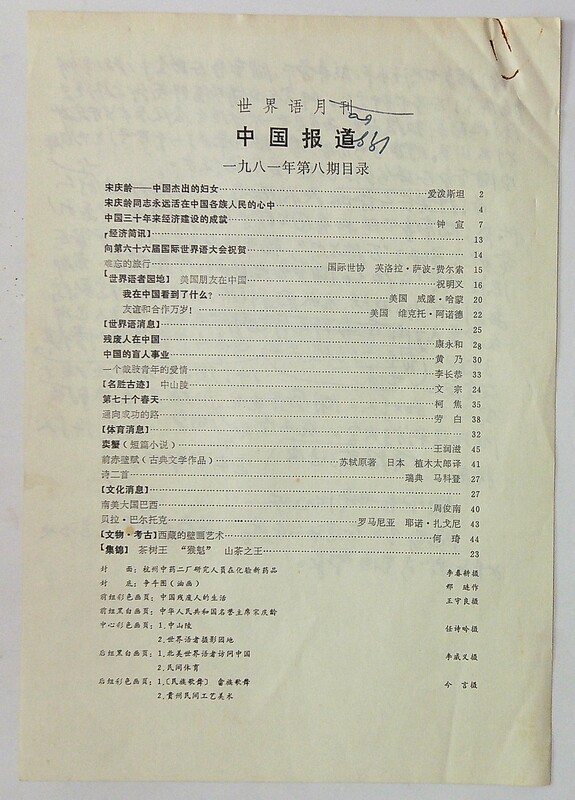 世界语月刊
中国报道
一九八一年第八期目录
宋庆龄——中国杰出的妇女……爱泼斯坦 2
宋庆龄同志永远活在中国各族人民的心中……4
中国三十年来经济建设的成就……钟 宣 7
【经济简讯】……13
向第六十六届国际世界语大会祝贺……14
难忘的旅行……国际世协 英洛拉·萨波-费尔索 15
【世界语者园地】 美国朋友在中国……祝明义 16
我在中国看到了什么？……美国 威廉·哈蒙 20
友谊和合作万岁！……美国 维克托·阿诺德 22
【世界语消息】……25
残废人在中国……康永和 28
中国的盲人事业……黄 乃 30
一个截肢青年的爱情……李长恭 33
【名胜古迹】 中山陵……文 宗 24
第七十个春天……柯 焦 35
通向成功的路……劳 白 38
【体育消息】……32
卖蟹（短篇小说）……王润滋 45
前赤壁赋（古典文学作品）……苏轼原著 日本 植木太郎译 41
诗二首……瑞典 马科登 27
【文化消息】……27
南美大国巴西……周俊南 40
贝拉·巴尔托克……罗马尼亚 耶诺·扎戈尼 43
【文物·考古】西藏的壁画艺术……何 琦 44
【集锦】 茶树王 “猴魁” 山茶之王……23
封 面：杭州中药二厂研究人员在化验新药品 李春耕摄
封 底：争斗图（油画） 作
前组彩色画页：中国残废人的生活 王宇良摄
前组黑白画页：中华人民共和国名誉主席宋庆龄
中心彩色画页：1.中山陵 任诗吟摄
2.世界语者摄影园地
后组黑白画页：1.北美世界语者访问中国 李成义摄
2.民间体育
后组彩色画页：1.〔民族歌舞〕 畲族歌舞 今 言摄
2.贵州民间工艺美术